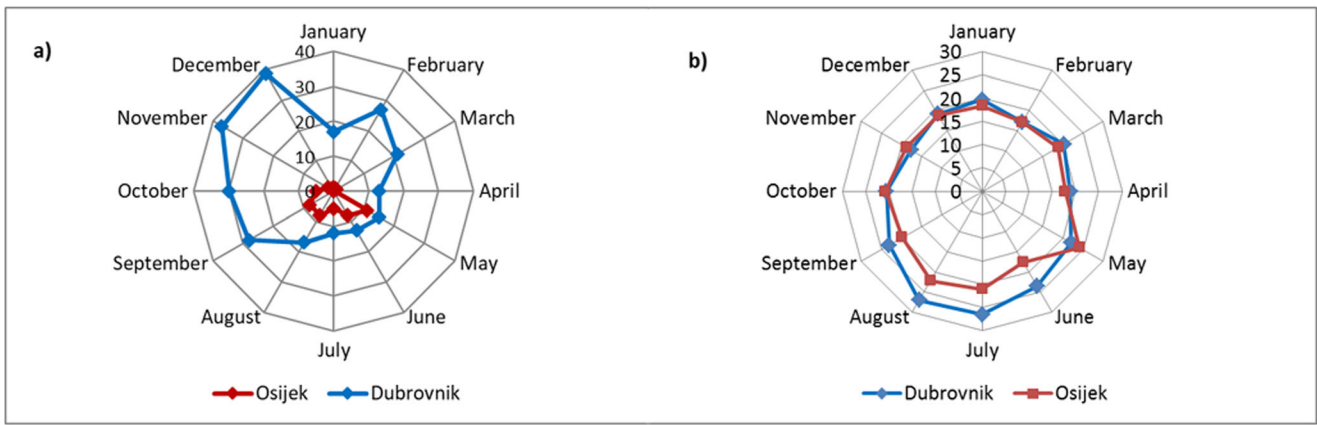 a)
January
February
March
April
May
June
July
August
September
October
November
December
40
30
20
10
0
Osijek
Dubrovnik
b)
January
February
March
April
May
June
July
August
September
October
November
December
30
25
20
15
10
5
0
Dubrovnik
Osijek